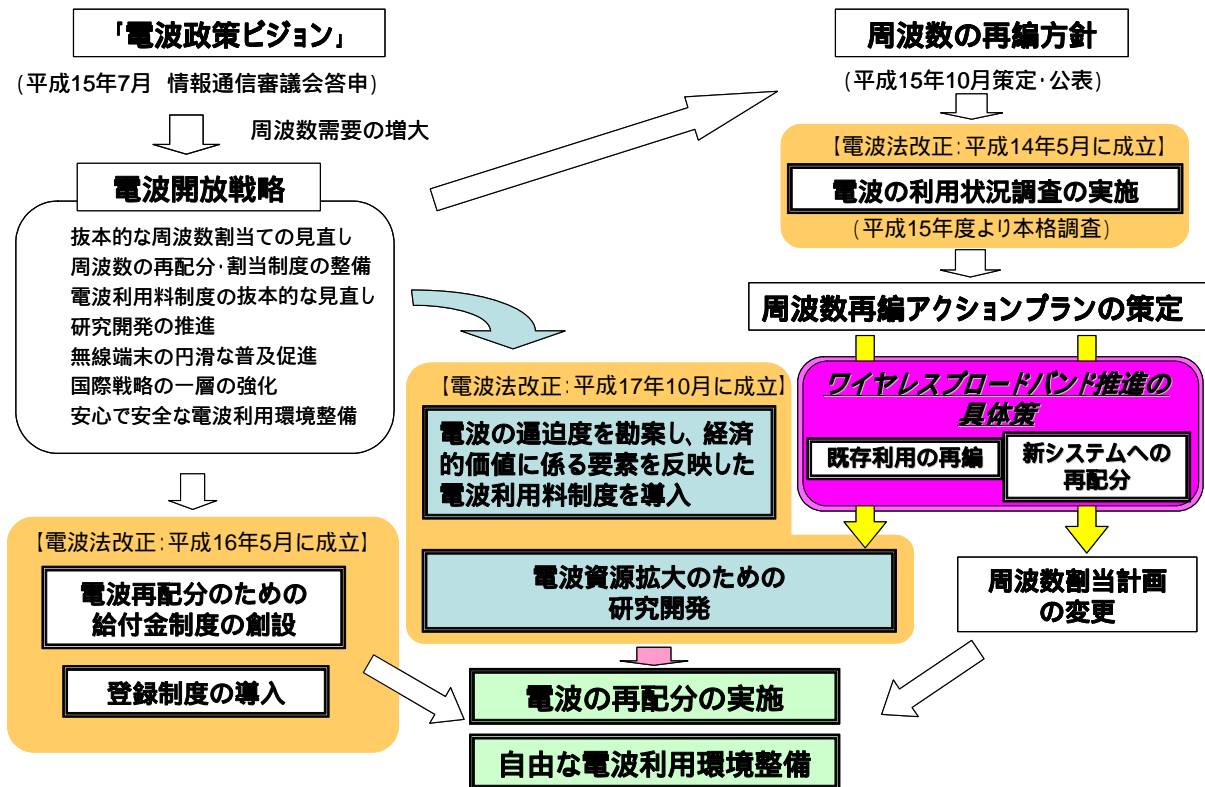 「電波政策ビジョン」
(平成15年7月 情報通信審議会答申)
周波数需要の増大
電波開放戦略
抜本的な周波数割当ての見直し
周波数の再配分・割当制度の整備
電波利用料制度の抜本的な見直し
研究開発の推進
無線端末の円滑な普及促進
国際戦略の一層の強化
安心で安全な電波利用環境整備
【電波法改正:平成16年5月に成立】
電波再配分のための
給付金制度の創設
登録制度の導入
【電波法改正:平成17年10月に成立】
電波の逼迫度を勘案し、経済
的価値に係る要素を反映した
電波利用料制度を導入
電波資源拡大のための
研究開発
周波数の再編方針
(平成15年10月策定・公表)
【電波法改正:平成14年5月に成立】
電波の利用状況調査の実施
(平成15年度より本格調査)
周波数再編アクションプランの策定
ワイヤレスブロードバンド推進の
具体策
既存利用の再編
新システムへの
再配分
周波数割当計画
の変更
電波の再配分の実施
自由な電波利用環境整備